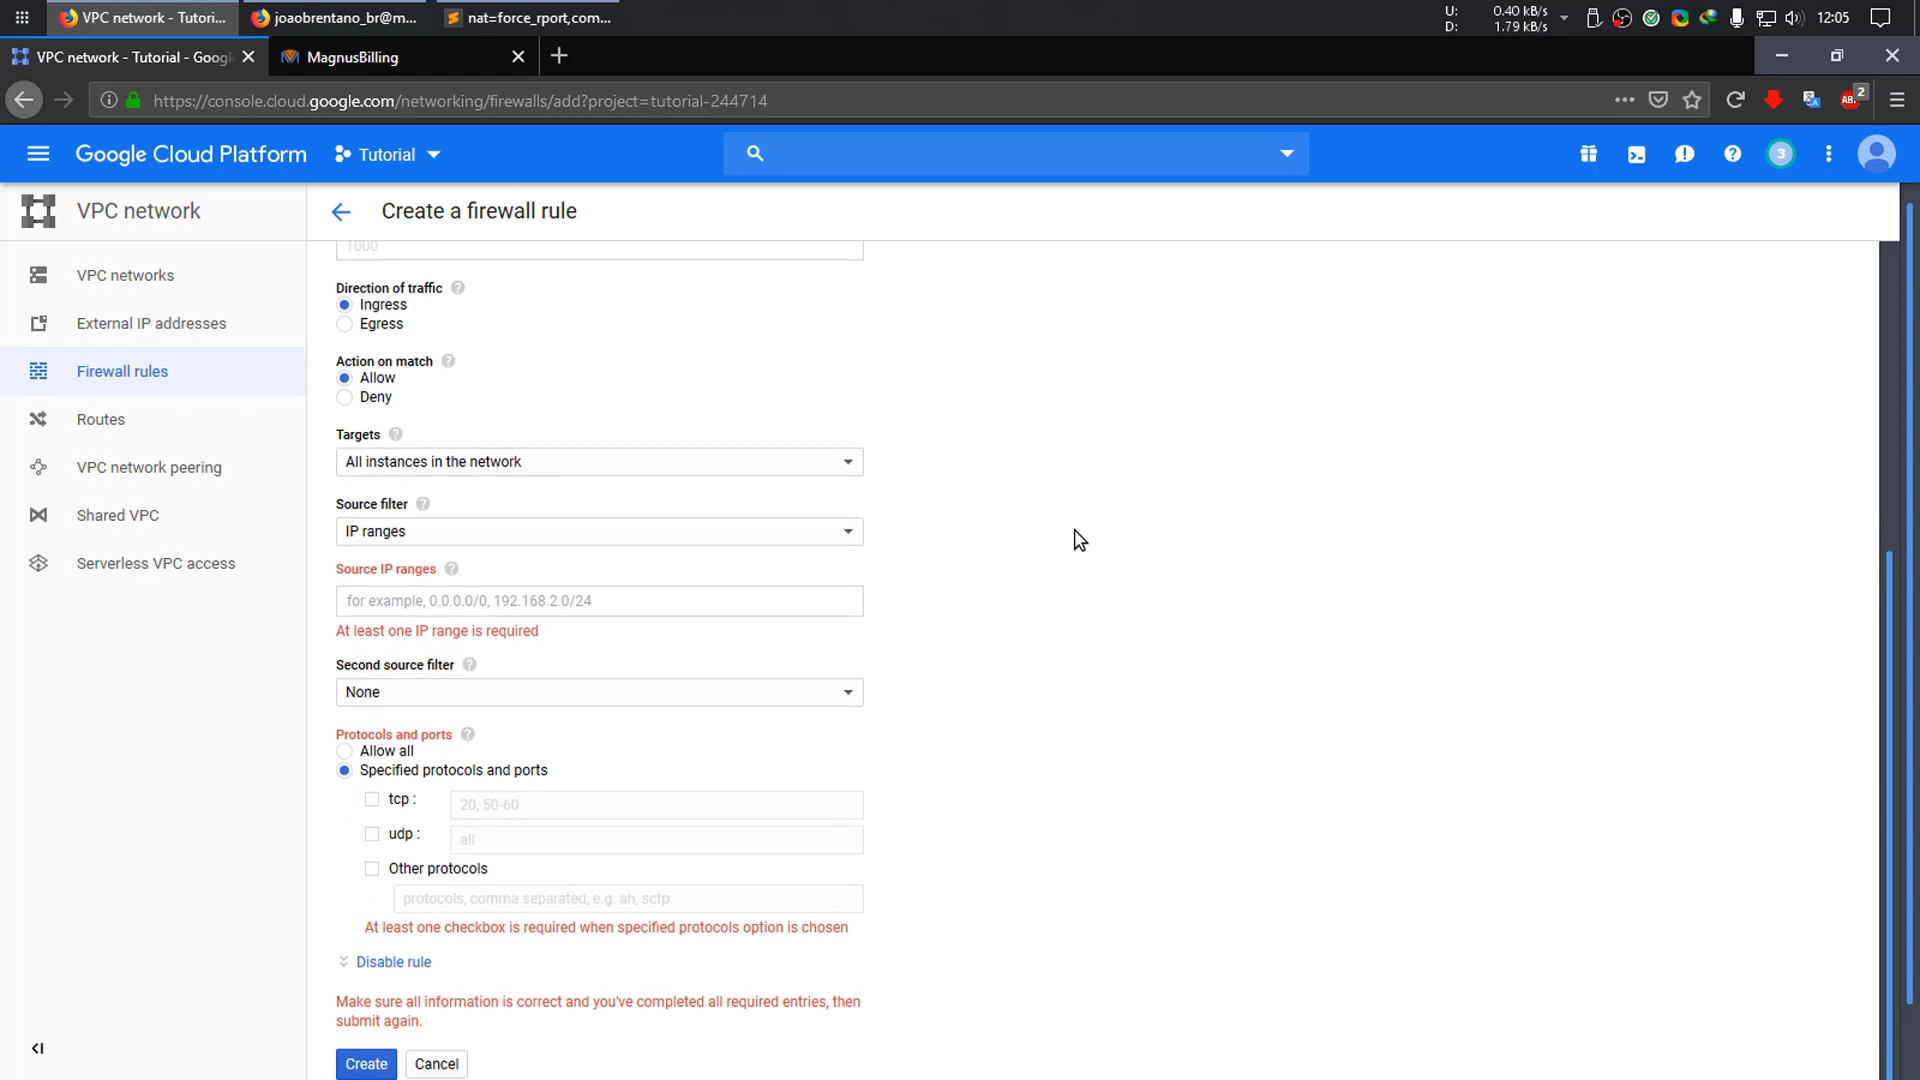 VPC network - Tutori...
joaobrentano_br@m...
nat=force_rport,com...
U: 0.40 kB/s
D: 1.79 kB/s
12:05
VPC network - Tutorial - Googl
MagnusBilling
https://console.cloud.google.com/networking/firewalls/add?project=tutorial-244714
ABP
2
Google Cloud Platform
Tutorial
3
VPC network
Create a firewall rule
1000
VPC networks
External IP addresses
Firewall rules
Routes
VPC network peering
Shared VPC
Serverless VPC access
Direction of traffic
Ingress
Egress
Action on match
Allow
Deny
Targets
All instances in the network
Source filter
IP ranges
Source IP ranges
for example, 0.0.0.0/0, 192.168.2.0/24
At least one IP range is required
Second source filter
None
Protocols and ports
Allow all
Specified protocols and ports
tcp :
20, 50-60
udp :
all
Other protocols
protocols, comma separated, e.g. ah, sctp
At least one checkbox is required when specified protocols option is chosen
Disable rule
Make sure all information is correct and you've completed all required entries, then
submit again.
Create
Cancel